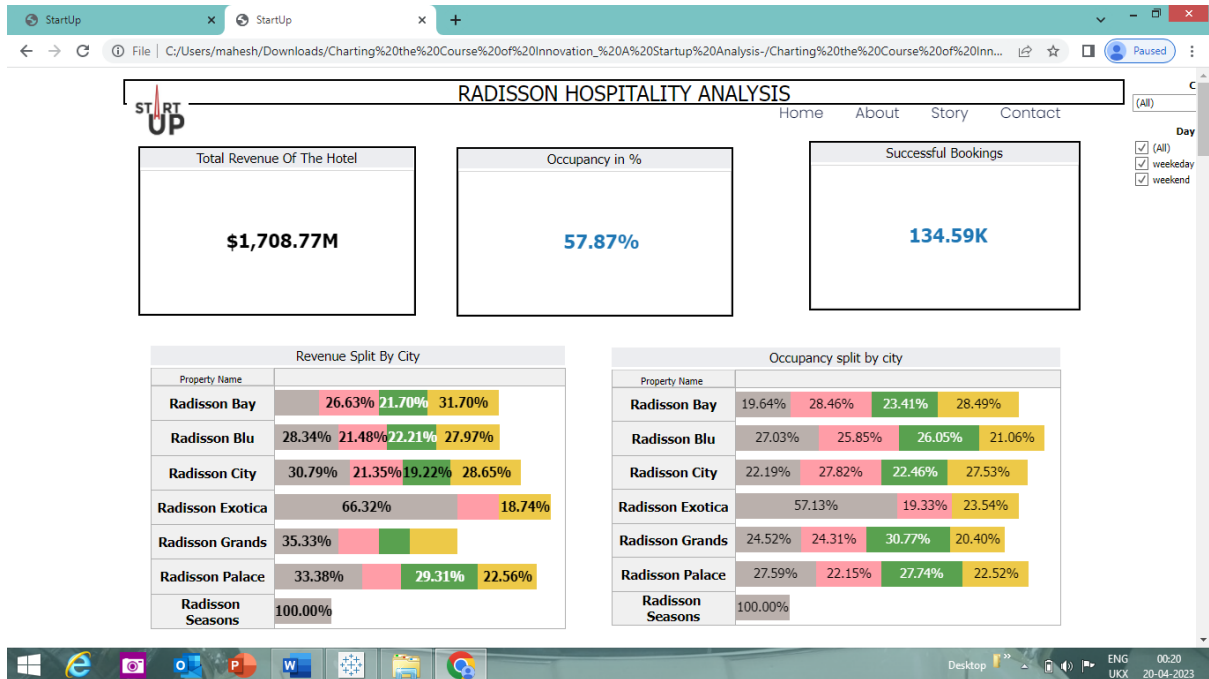 StartUp
StartUp
File | C:/Users/mahesh/Downloads/Charting%20the%20Course%20of%20Innovation_%20A%20Startup%20Analysis-/Charting%20the%20Course%20of%20Inn...
Paused
START UP
RADISSON HOSPITALITY ANALYSIS
Home About Story Contact
C
(All)
Day
(All)
weekeday
weekend
Total Revenue Of The Hotel
$1,708.77M
Occupancy in %
57.87%
Successful Bookings
134.59K
Revenue Split By City
Property Name
Radisson Bay 26.63% 21.70% 31.70%
Radisson Blu 28.34% 21.48% 22.21% 27.97%
Radisson City 30.79% 21.35% 19.22% 28.65%
Radisson Exotica 66.32% 18.74%
Radisson Grands 35.33%
Radisson Palace 33.38% 29.31% 22.56%
Radisson
Seasons 100.00%
Occupancy split by city
Property Name
Radisson Bay 19.64% 28.46% 23.41% 28.49%
Radisson Blu 27.03% 25.85% 26.05% 21.06%
Radisson City 22.19% 27.82% 22.46% 27.53%
Radisson Exotica 57.13% 19.33% 23.54%
Radisson Grands 24.52% 24.31% 30.77% 20.40%
Radisson Palace 27.59% 22.15% 27.74% 22.52%
Radisson
Seasons 100.00%
Desktop
ENG
UKX
00:20
20-04-2023